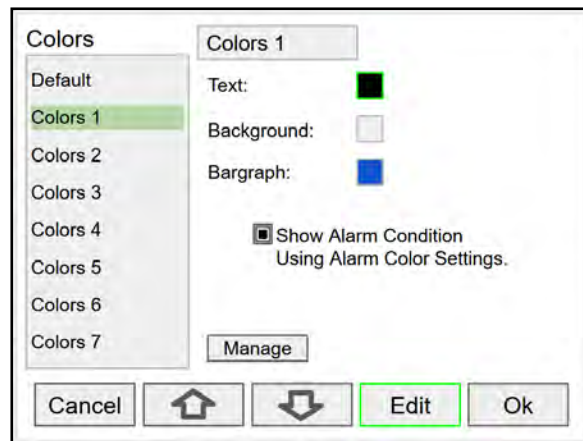 Colors
Default
Colors 1
Colors 2
Colors 3
Colors 4
Colors 5
Colors 6
Colors 7
Colors 1
Text:
Background:
Bargraph:
Show Alarm Condition
Using Alarm Color Settings.
Manage
Cancel
Edit
Ok